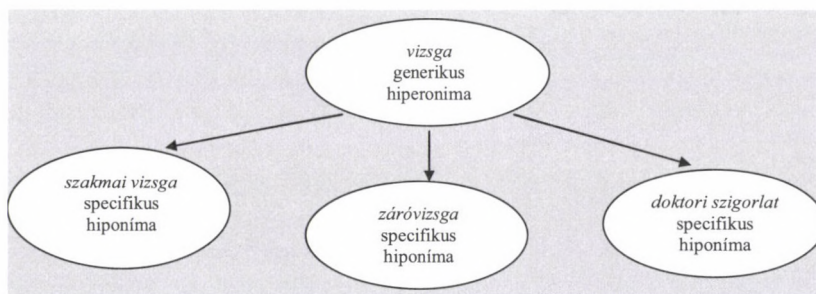 vizsga
generikus
hiperonima
szakmai vizsga
specifikus
hiponíma
záróvizsga
specifikus
hiponíma
doktori szigorlat
specifikus
hiponíma